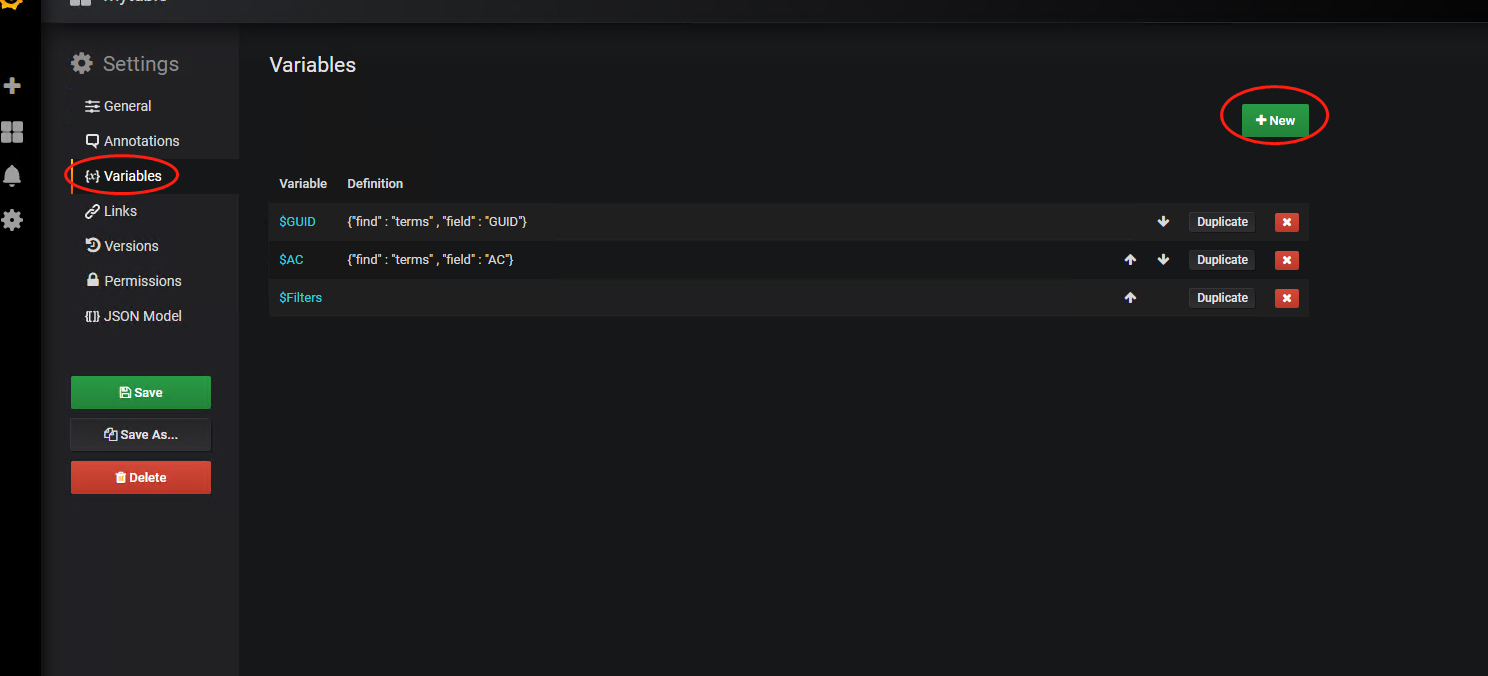 Settings
General
Annotations
{x} Variables
Links
Versions
Permissions
JSON Model
Save
Save As...
Delete
Variables
New
Variable Definition
$GUID {"find" : "terms" , "field" : "GUID"} Duplicate
$AC {"find" : "terms" , "field" : "AC"} Duplicate
$Filters Duplicate